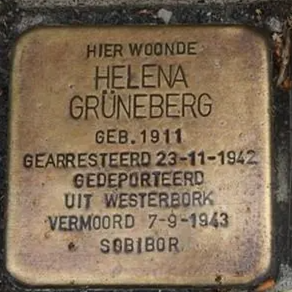 HIER WOONDE
HELENA
GRÜNEBERG
GEB. 1911
GEARRESTEERD 23-11-1942
GEDEPORTEERD
UIT WESTERBORK
VERMOORD 7-9-1943
SOBIBOR